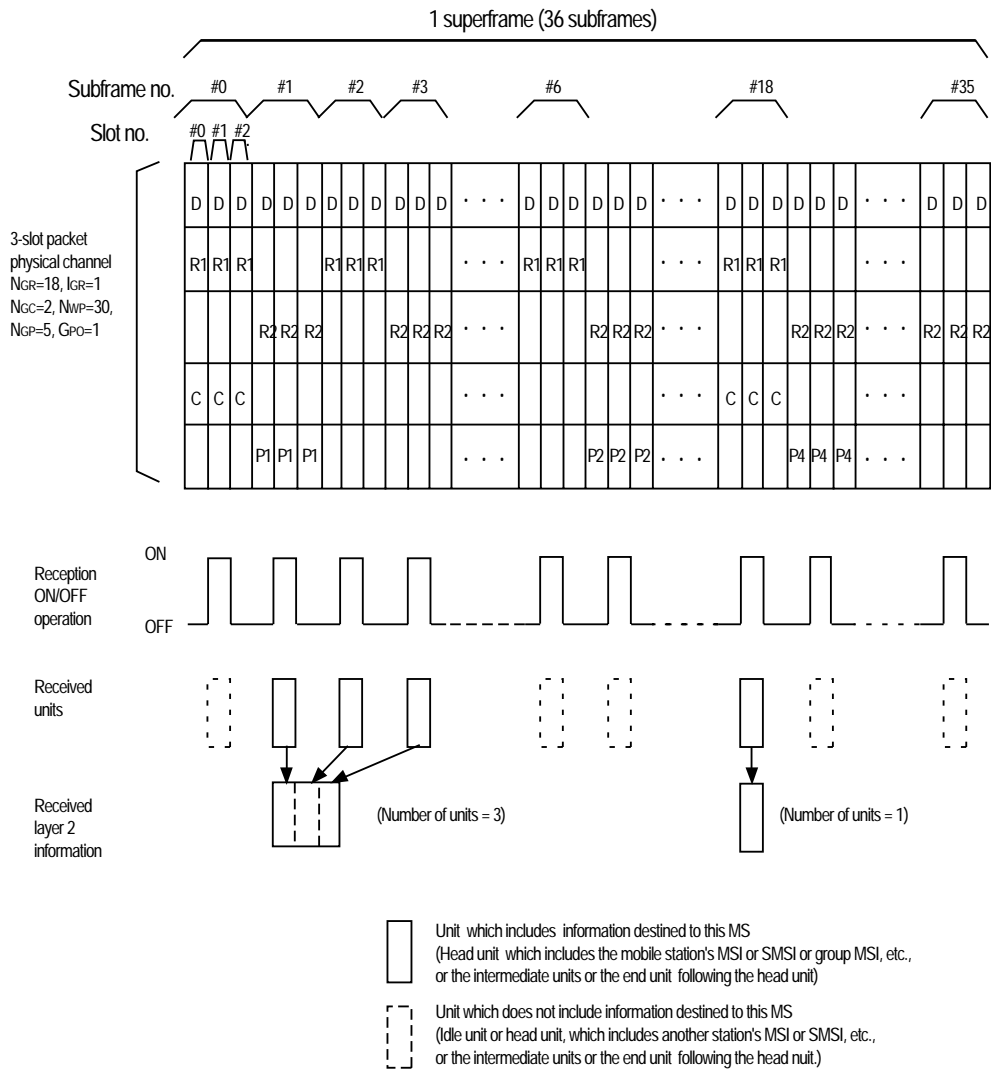 1 superframe (36 subframes)
Subframe no. #0 #1 #2 #3 #6 #18 #35
Slot no. #0 #1 #2
D D D D D D D D D D D D · · · D D D D D D · · · D D D D D D · · · D D D
3-slot packet
physical channel
NGR=18, IGR=1
NGC=2, NWP=30,
NGP=5, GPO=1
R1 R1 R1 R1 R1 R1 · · · R1 R1 R1 · · · R1 R1 R1 · · ·
R2 R2 R2 R2 R2 R2 · · · R2 R2 R2 · · · R2 R2 R2 · · · R2 R2 R2
C C C · · · · · · C C C · · ·
P1 P1 P1 · · · P2 P2 P2 · · · P4 P4 P4 · · ·
Reception
ON/OFF
operation
ON
OFF
Received
units
Received
layer 2
information
(Number of units = 3)
(Number of units = 1)
Unit which includes information destined to this MS
(Head unit which includes the mobile station's MSI or SMSI or group MSI, etc.,
or the intermediate units or the end unit following the head unit)
Unit which does not include information destined to this MS
(Idle unit or head unit, which includes another station's MSI or SMSI, etc.,
or the intermediate units or the end unit following the head nuit.)